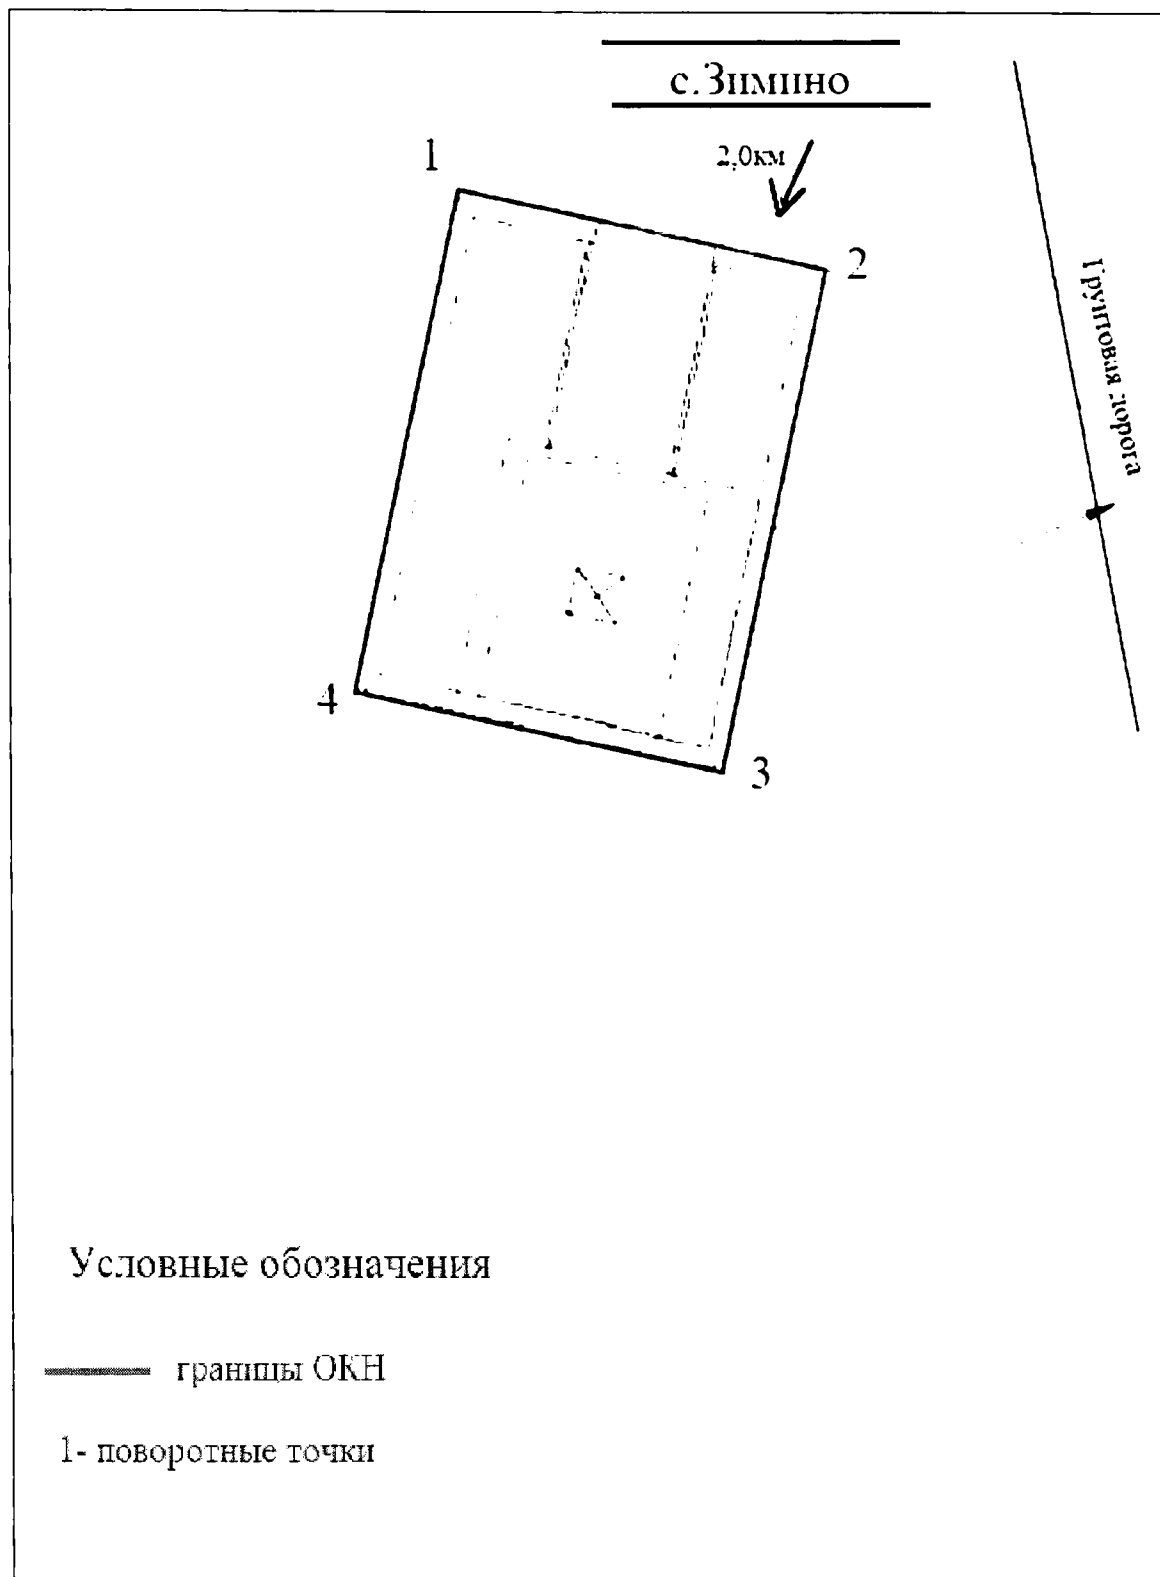 с. Зимино
2,0км
1
2
Грунтовая дорога
4
3
Условные обозначения
границы ОКН
1- поворотные точки